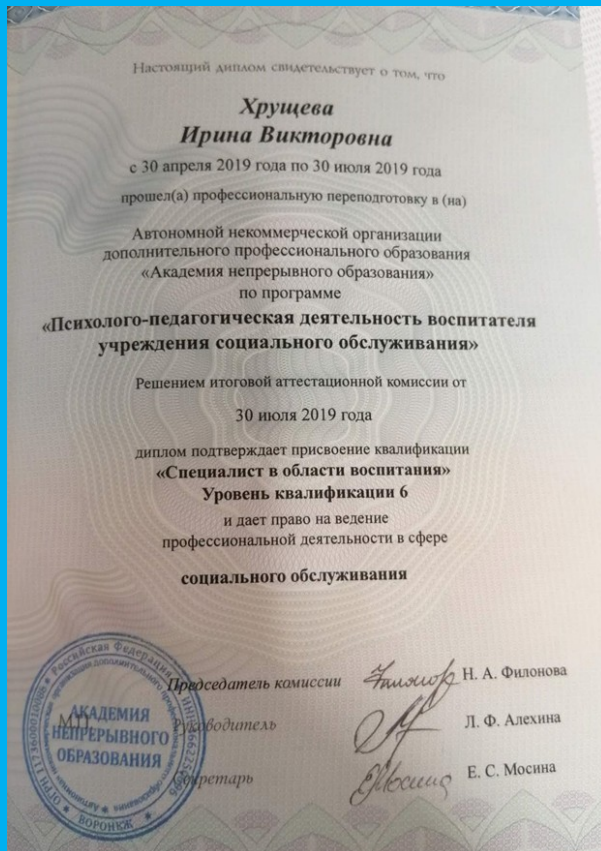 Настоящий диплом свидетельствует о том, что
Хрущева
Ирина Викторовна
с 30 апреля 2019 года по 30 июля 2019 года
прошел(а) профессиональную переподготовку в (на)
Автономной некоммерческой организации
дополнительного профессионального образования
«Академия непрерывного образования»
по программе
«Психолого-педагогическая деятельность воспитателя
учреждения социального обслуживания»
Решением итоговой аттестационной комиссии от
30 июля 2019 года
диплом подтверждает присвоение квалификации
«Специалист в области воспитания»
Уровень квалификации 6
и дает право на ведение
профессиональной деятельности в сфере
социального обслуживания
Председатель комиссии Н. А. Филонова
М.П.
Руководитель Л. Ф. Алехина
Секретарь Е. С. Мосина
Российская Федерация
АКАДЕМИЯ
НЕПРЕРЫВНОГО
ОБРАЗОВАНИЯ
ВОРОНЕЖ